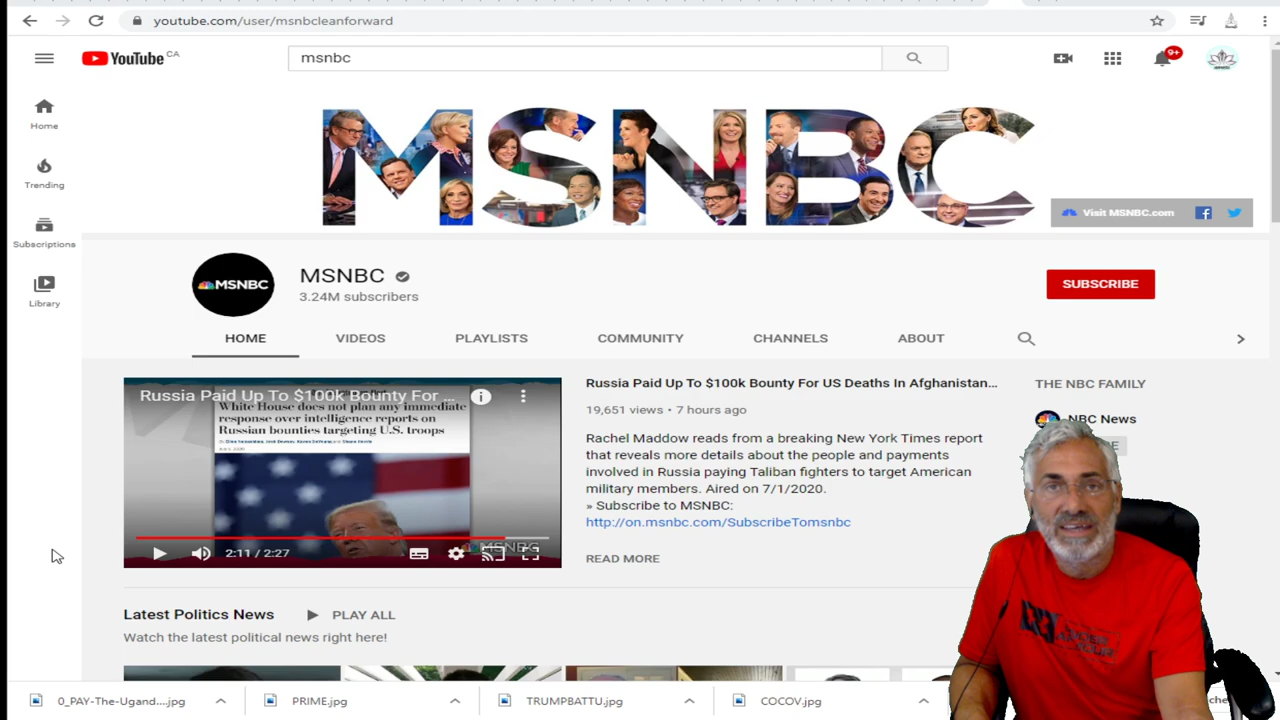 youtube.com/user/msnbcleanforward
YouTube CA
msnbc
9+
Home
Trending
Subscriptions
Library
MSNBC
Visit MSNBC.com
MSNBC
MSNBC
3.24M subscribers
SUBSCRIBE
HOME
VIDEOS
PLAYLISTS
COMMUNITY
CHANNELS
ABOUT
Russia Paid Up To $100k Bounty For ...
White House does not plan any immediate
response over intelligence reports on
Russian bounties targeting U.S. troops
MSNBC
2:11 / 2:27
Russia Paid Up To $100k Bounty For US Deaths In Afghanistan...
19,651 views • 7 hours ago
Rachel Maddow reads from a breaking New York Times report
that reveals more details about the people and payments
involved in Russia paying Taliban fighters to target American
military members. Aired on 7/1/2020.
» Subscribe to MSNBC:
http://on.msnbc.com/SubscribeTomsnbc
READ MORE
THE NBC FAMILY
NBC News
Latest Politics News
PLAY ALL
Watch the latest political news right here!
0_PAY-The-Ugand....jpg
PRIME.jpg
TRUMPBATTU.jpg
COCOV.jpg